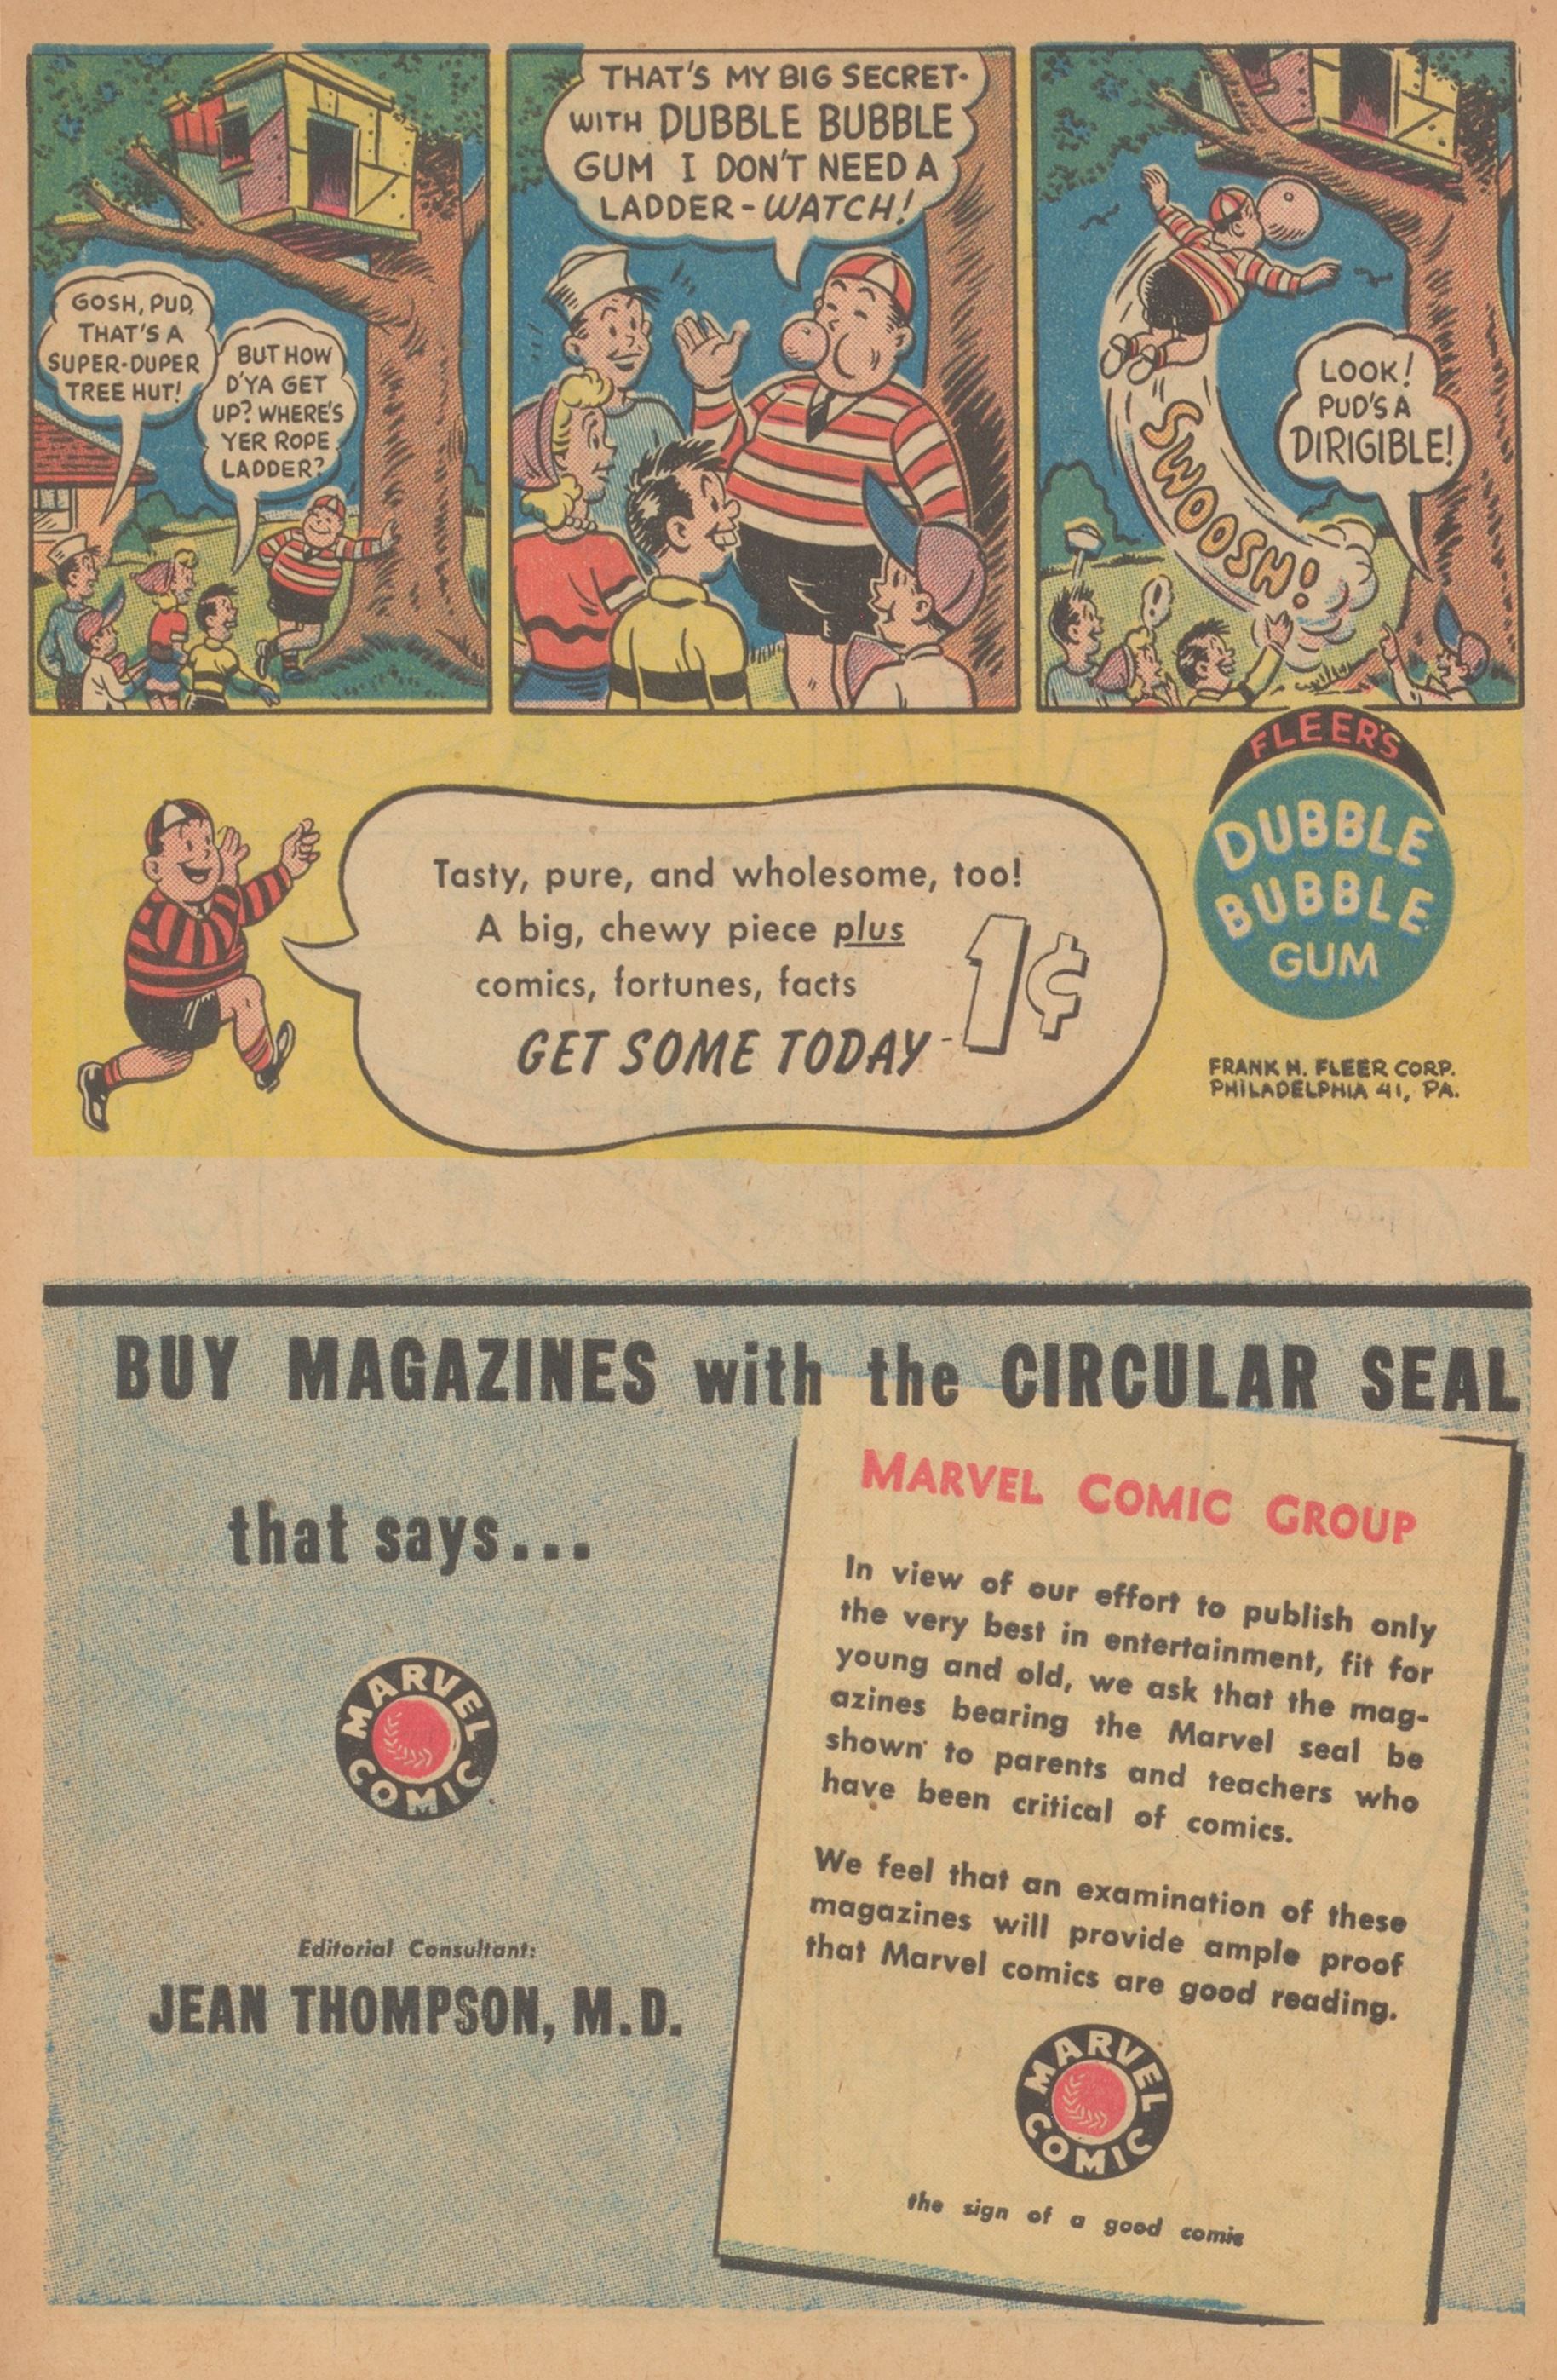 GOSH, PUD,
THAT'S A
SUPER-DUPER
TREE HUT!
BUT HOW
D'YA GET
UP? WHERE'S
YER ROPE
LADDER?
THAT'S MY BIG SECRET-
WITH DUBBLE BUBBLE
GUM I DON'T NEED A
LADDER-WATCH!
SWOOSH!
LOOK!
PUD'S A
DIRIGIBLE!
!
Tasty, pure, and wholesome, too!
A big, chewy piece plus
comics, fortunes, facts
GET SOME TODAY-1¢
FLEER'S
DUBBLE
BUBBLE
GUM
FRANK H. FLEER CORP.
PHILADELPHIA 41, PA.
BUY MAGAZINES with the CIRCULAR SEAL
that says...
MARVEL
COMIC
Editorial Consultant:
JEAN THOMPSON, M.D.
MARVEL COMIC GROUP
In view of our effort to publish only
the very best in entertainment, fit for
young and old, we ask that the mag-
azines bearing the Marvel seal be
shown to parents and teachers who
have been critical of comics.
We feel that an examination of these
magazines will provide ample proof
that Marvel comics are good reading.
MARVEL
COMIC
the sign of a good comic